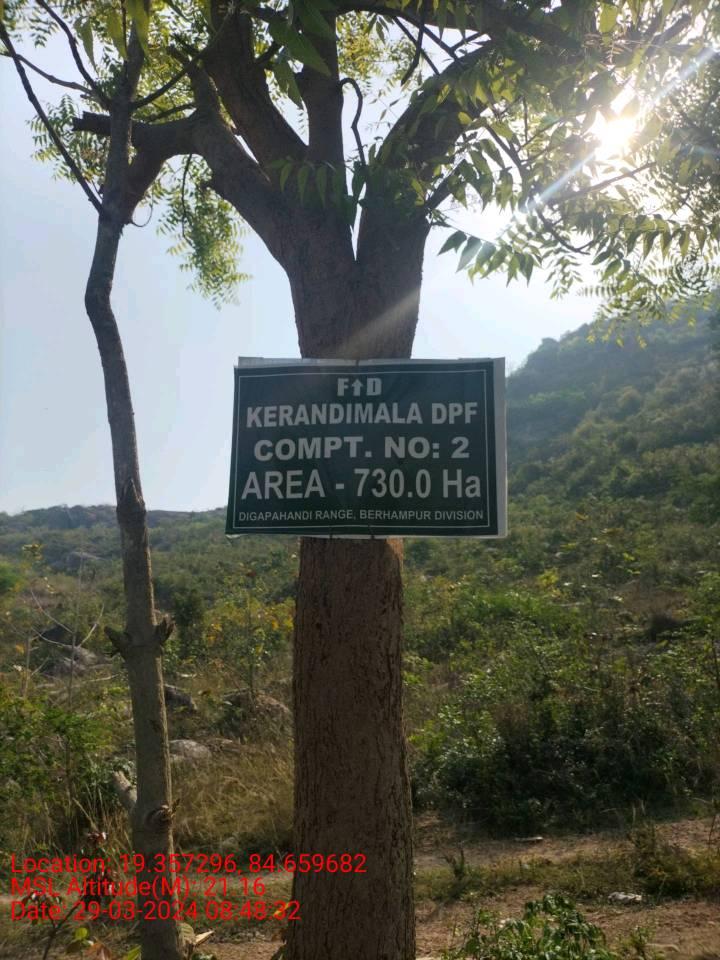 F↑D
KERANDIMALA DPF
COMPT. NO: 2
AREA - 730.0 Ha
DIGAPAHANDI RANGE, BERHAMPUR DIVISION
Location: 19.357296, 84.659682
MSL Altitude(M): 21.16
Date: 29-03-2024 08:48:32